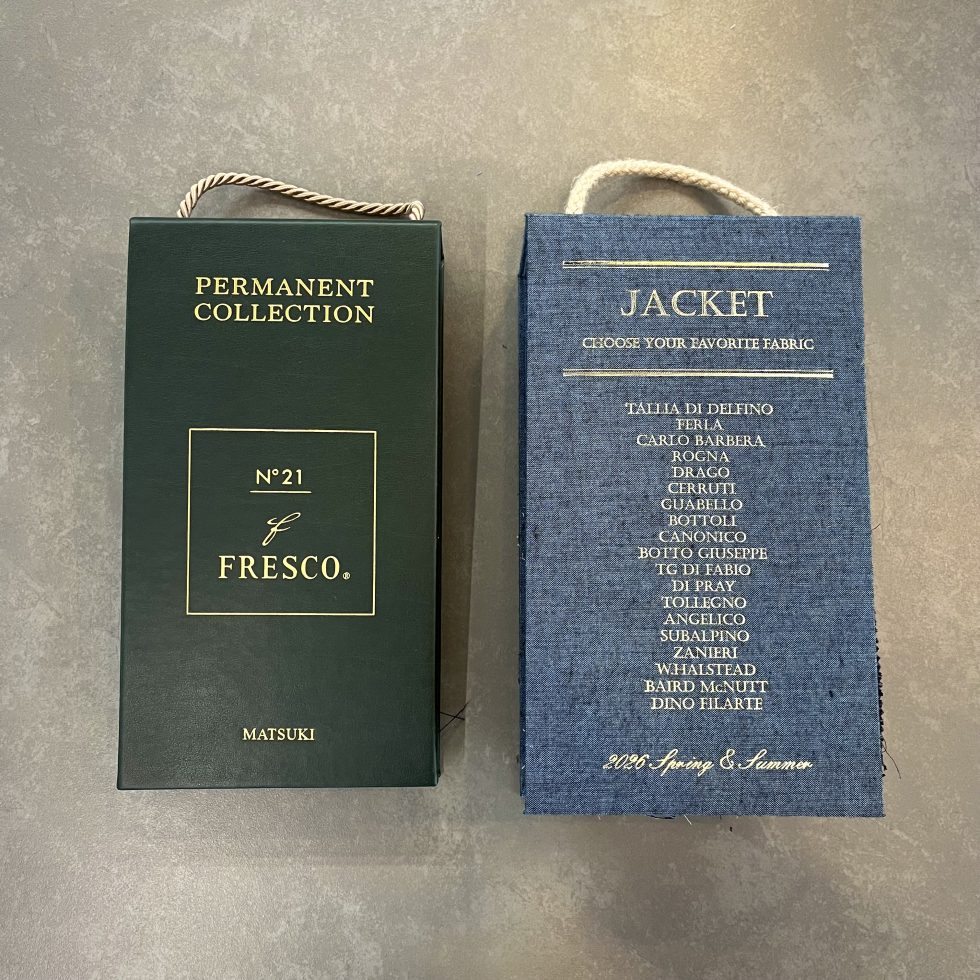 PERMANENT
COLLECTION
N°21
f
FRESCO®
MATSUKI
JACKET
CHOOSE YOUR FAVORITE FABRIC
TALLIA DI DELFINO
FERLA
CARLO BARBERA
ROGNA
DRAGO
CERRUTI
GUABELLO
BOTTOLI
CANONICO
BOTTO GIUSEPPE
TG DI FABIO
DI PRAY
TOLLEGNO
ANGELICO
SUBALPINO
ZANIERI
W.HALSTEAD
BAIRD McNUTT
DINO FILARTE
2026 Spring & Summer